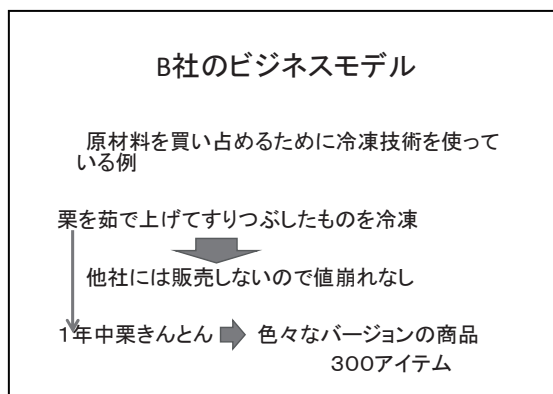 B社のビジネスモデル
原材料を買い占めるために冷凍技術を使って
いる例
栗を茹で上げてすりつぶしたものを冷凍
他社には販売しないので値崩れなし
1年中栗きんとん 色々なバージョンの商品
300アイテム